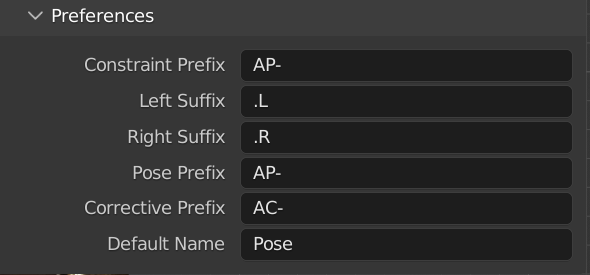 Preferences
Constraint Prefix AP-
Left Suffix .L
Right Suffix .R
Pose Prefix AP-
Corrective Prefix AC-
Default Name Pose